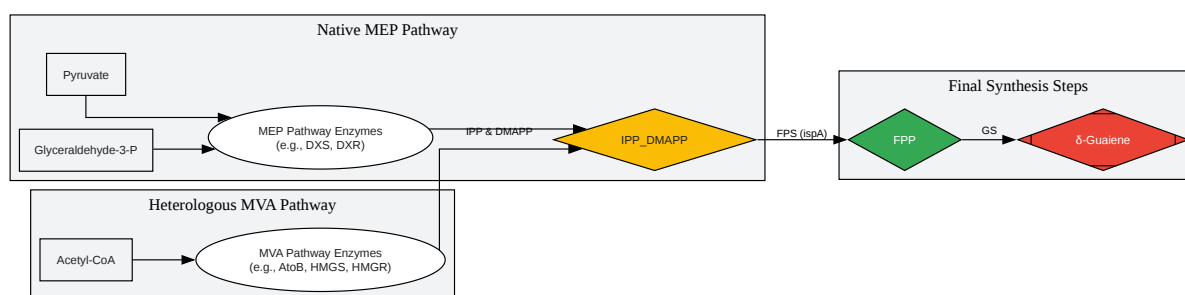 Native MEP Pathway
Pyruvate
Glyceraldehyde-3-P
MEP Pathway Enzymes
(e.g., DXS, DXR)
IPP & DMAPP
IPP_DMAPP
FPS (ispA)
Final Synthesis Steps
FPP
GS
δ-Guaiene
Heterologous MVA Pathway
Acetyl-CoA
MVA Pathway Enzymes
(e.g., AtoB, HMGS, HMGR)